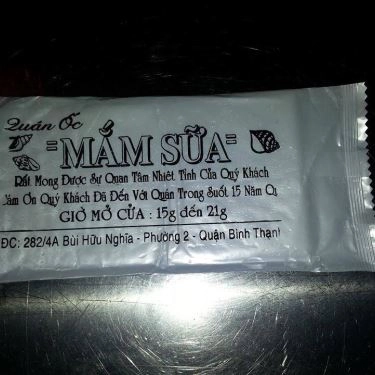 Quán Ốc
"MẮM SỮA"
Rất Mong Được Sự Quan Tâm Nhiệt Tình Của Quý Khách
Cảm Ơn Quý Khách Đã Đến Với Quán Trong Suốt 15 Năm Qu
GIỜ MỞ CỬA : 15g đến 21g
ĐC: 282/4A Bùi Hữu Nghĩa - Phường 2 - Quận Bình Thạn